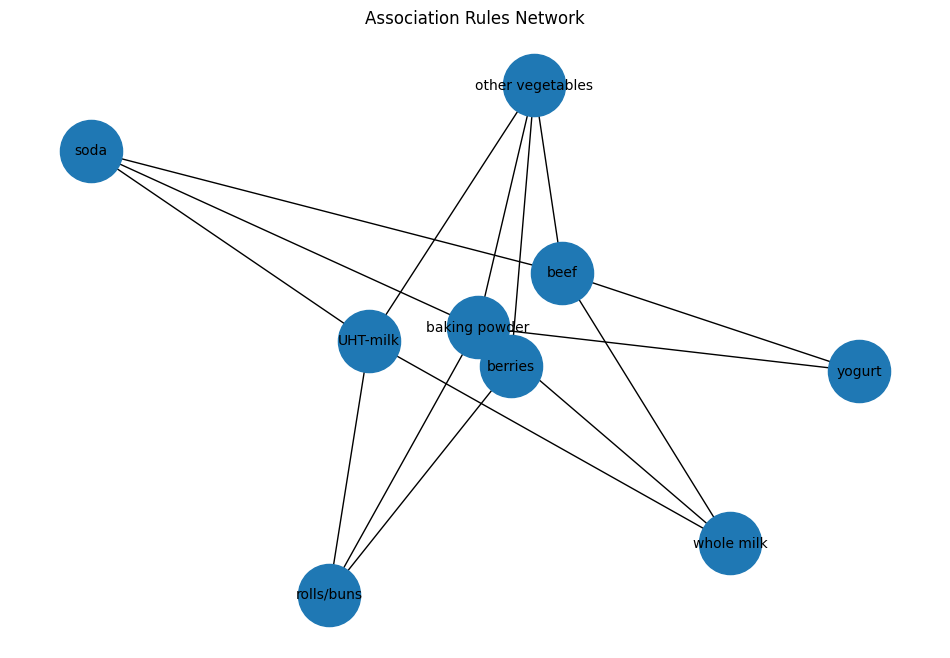 Association Rules Network
other vegetables
soda
beef
baking powder
UHT-milk
berries
yogurt
whole milk
rolls/buns